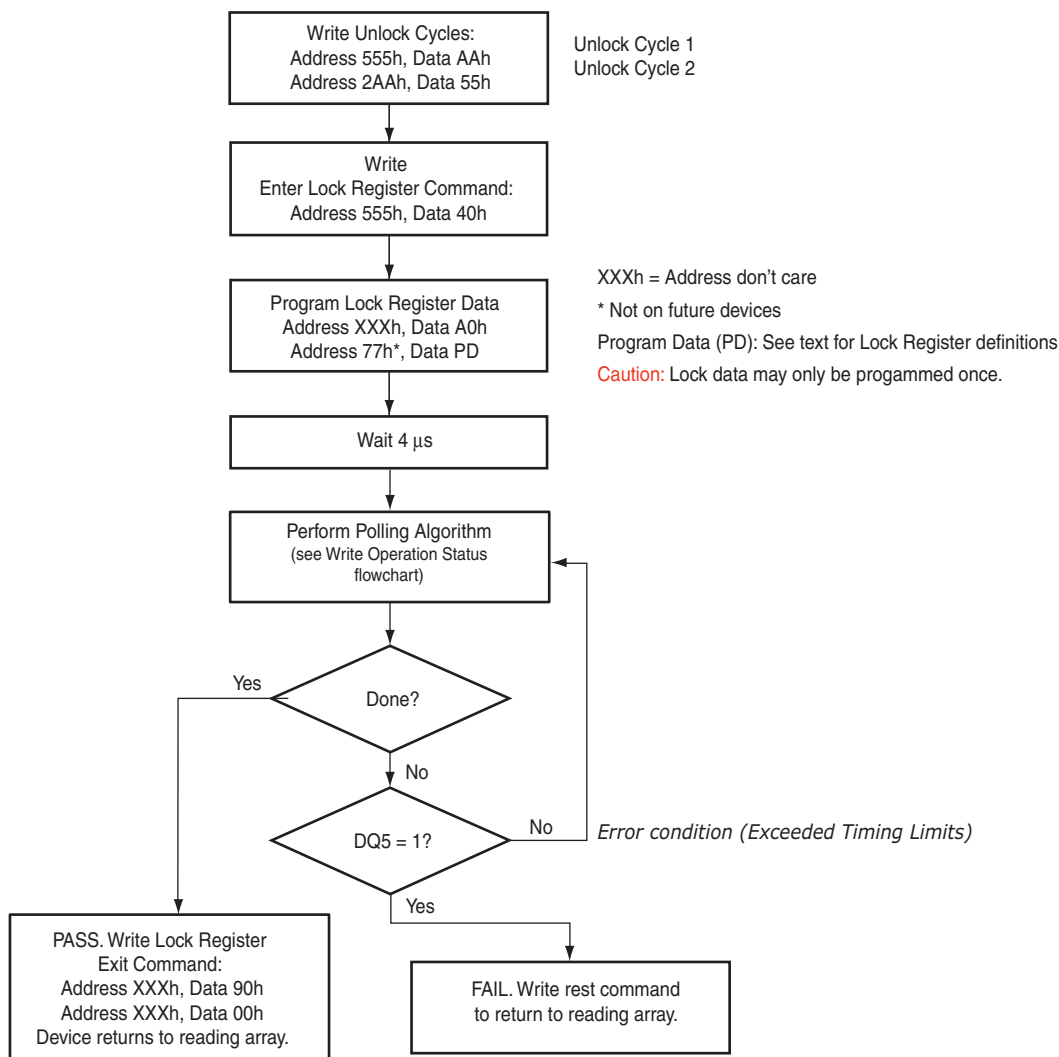 Write Unlock Cycles:
Address 555h, Data AAh
Address 2AAh, Data 55h
Unlock Cycle 1
Unlock Cycle 2
Write
Enter Lock Register Command:
Address 555h, Data 40h
Program Lock Register Data
Address XXXh, Data A0h
Address 77h*, Data PD
XXXh = Address don't care
* Not on future devices
Program Data (PD): See text for Lock Register definitions
Caution: Lock data may only be progammed once.
Wait 4 μs
Perform Polling Algorithm
(see Write Operation Status
flowchart)
Yes
Done?
No
DQ5 = 1?
No
Error condition (Exceeded Timing Limits)
Yes
PASS. Write Lock Register
Exit Command:
Address XXXh, Data 90h
Address XXXh, Data 00h
Device returns to reading array.
FAIL. Write rest command
to return to reading array.